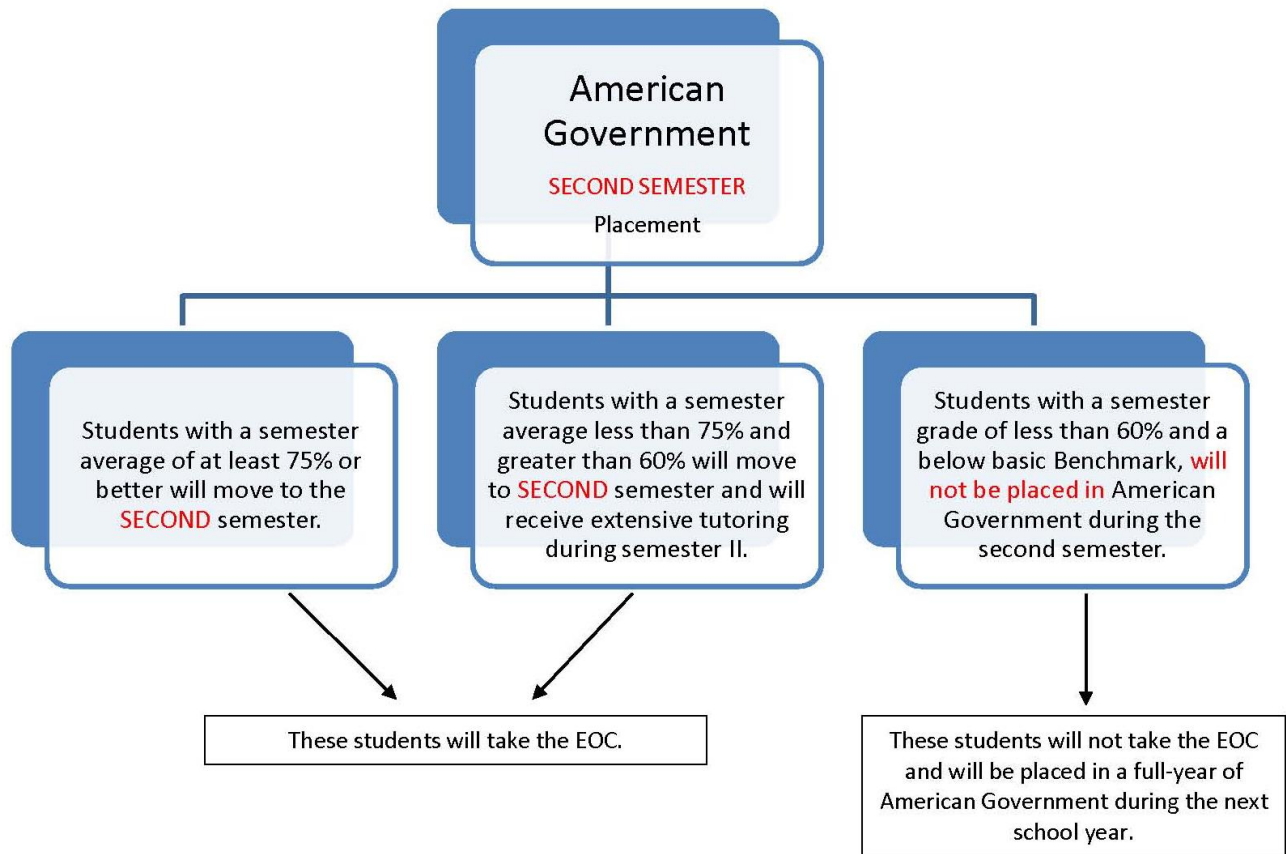 American
Government
SECOND SEMESTER
Placement
Students with a semester
average of at least 75% or
better will move to the
SECOND semester.
Students with a semester
average less than 75% and
greater than 60% will move
to SECOND semester and will
receive extensive tutoring
during semester II.
Students with a semester
grade of less than 60% and a
below basic Benchmark, will
not be placed in American
Government during the
second semester.
These students will take the EOC.
These students will not take the EOC
and will be placed in a full-year of
American Government during the next
school year.